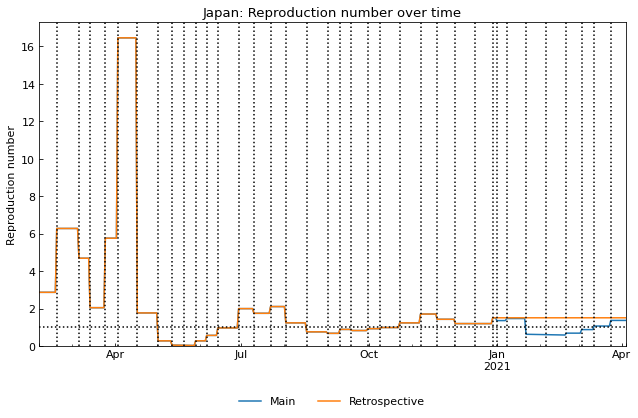 Japan: Reproduction number over time
Reproduction number
16
14
12
10
8
6
4
2
0
Apr
Jul
Oct
Jan
2021
Apr
Main
Retrospective